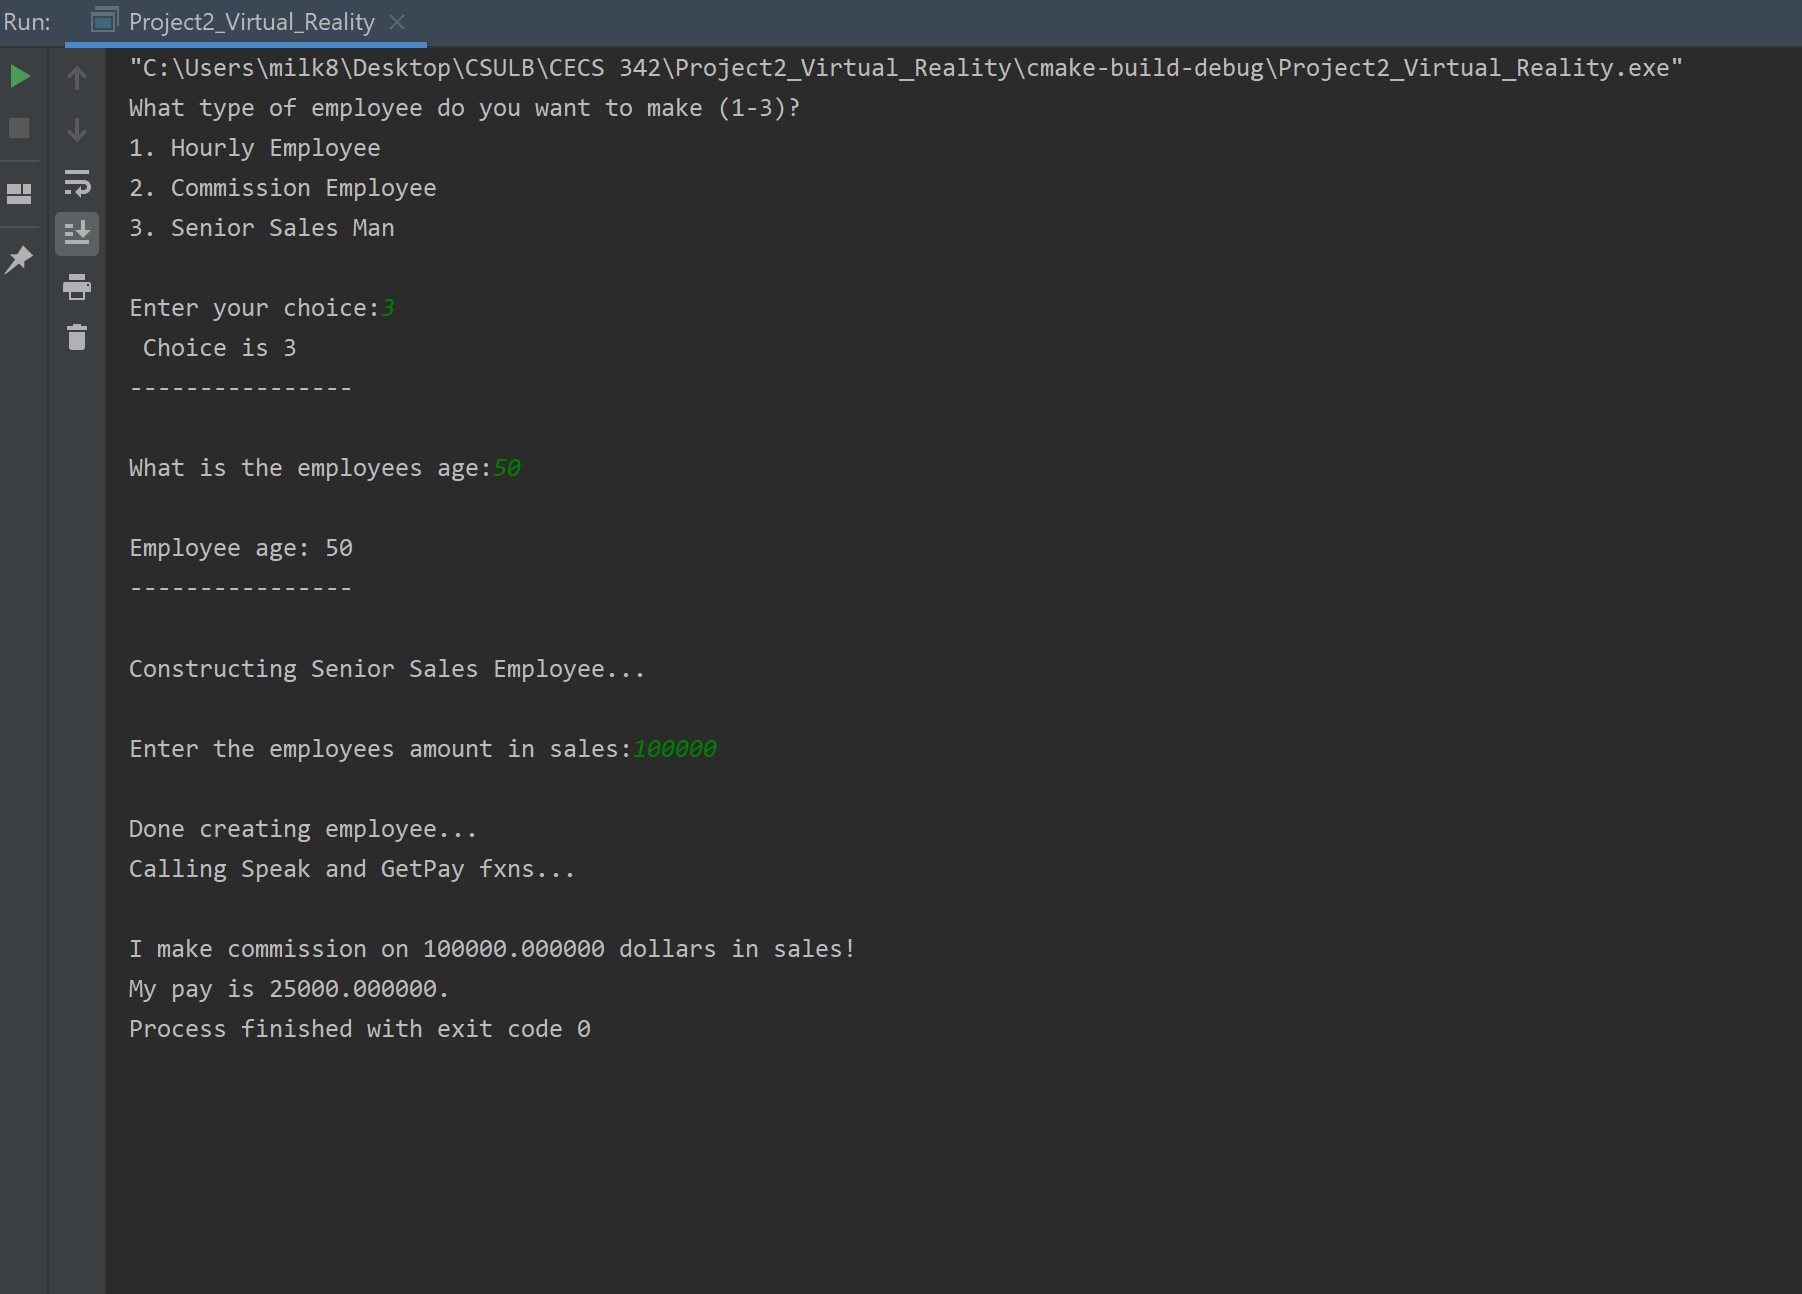 Run: Project2_Virtual_Reality
"C:\Users\milk8\Desktop\CSULB\CECS 342\Project2_Virtual_Reality\cmake-build-debug\Project2_Virtual_Reality.exe"
What type of employee do you want to make (1-3)?
1. Hourly Employee
2. Commission Employee
3. Senior Sales Man
Enter your choice:3
 Choice is 3
----------------
What is the employees age:50
Employee age: 50
----------------
Constructing Senior Sales Employee...
Enter the employees amount in sales:100000
Done creating employee...
Calling Speak and GetPay fxns...
I make commission on 100000.000000 dollars in sales!
My pay is 25000.000000.
Process finished with exit code 0